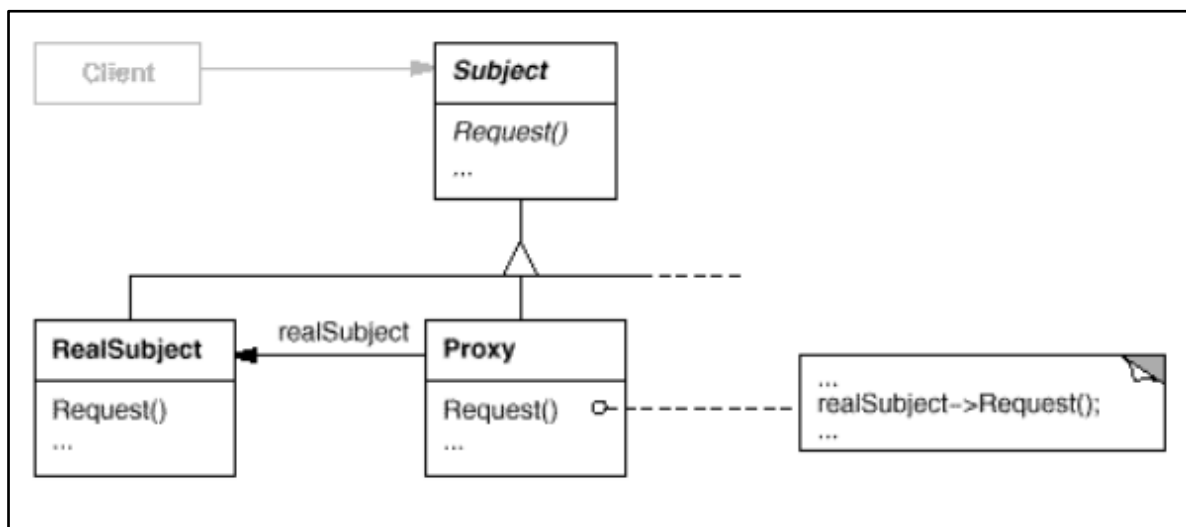 Client
Subject
Request()
...
realSubject
RealSubject
Request()
...
Proxy
Request()
...
...
realSubject->Request();
...